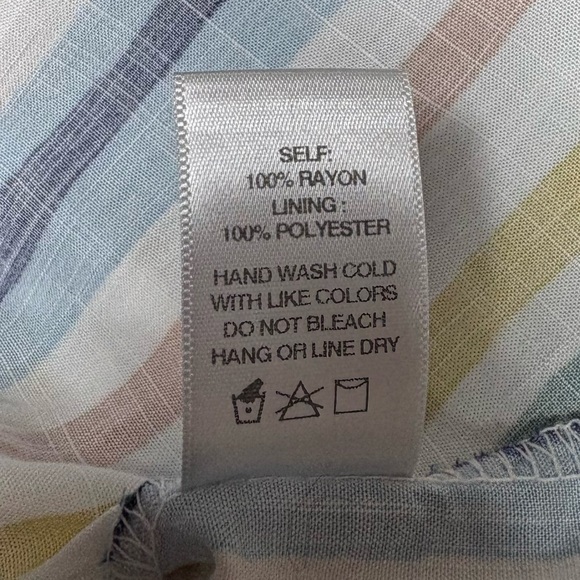 SELF:
100% RAYON
LINING :
100% POLYESTER
HAND WASH COLD
WITH LIKE COLORS
DO NOT BLEACH
HANG OR LINE DRY